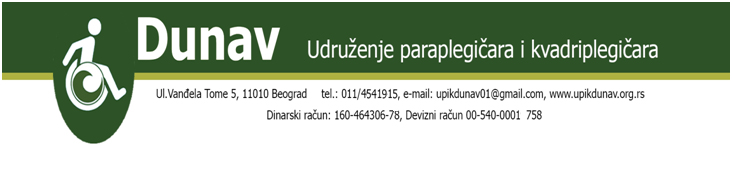 Dunav Udruženje paraplegičara i kvadriplegičara
Ul.Vanđela Tome 5, 11010 Beograd tel.: 011/4541915, e-mail: upikdunav01@gmail.com, www.upikdunav.org.rs
Dinarski račun: 160-464306-78, Devizni račun 00-540-0001 758